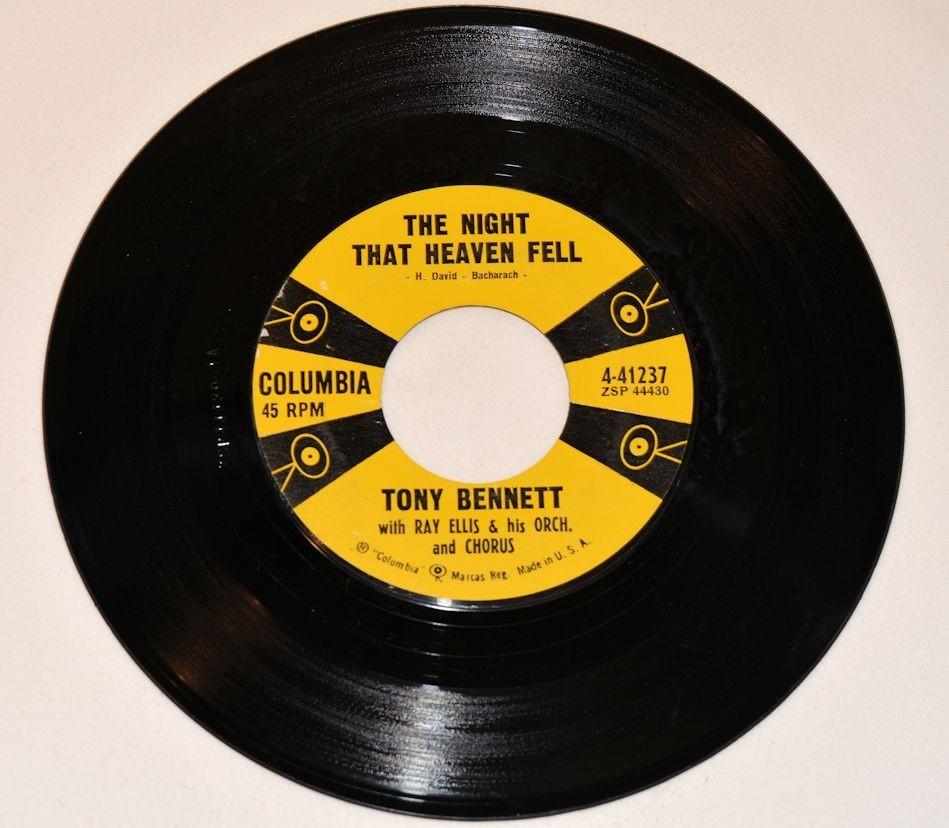 THE NIGHT
THAT HEAVEN FELL
- H. David - Bacharach -
COLUMBIA
45 RPM
4-41237
ZSP 44430
TONY BENNETT
with RAY ELLIS & his ORCH.
and CHORUS
"Columbia" Marcas Reg. Made in U. S. A.